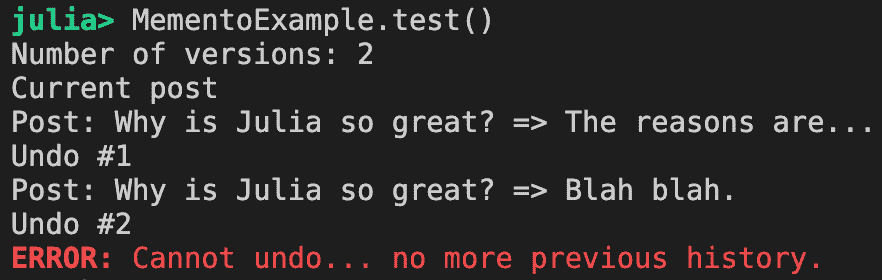 julia> MementoExample.test()
Number of versions: 2
Current post
Post: Why is Julia so great? => The reasons are...
Undo #1
Post: Why is Julia so great? => Blah blah.
Undo #2
ERROR: Cannot undo... no more previous history.